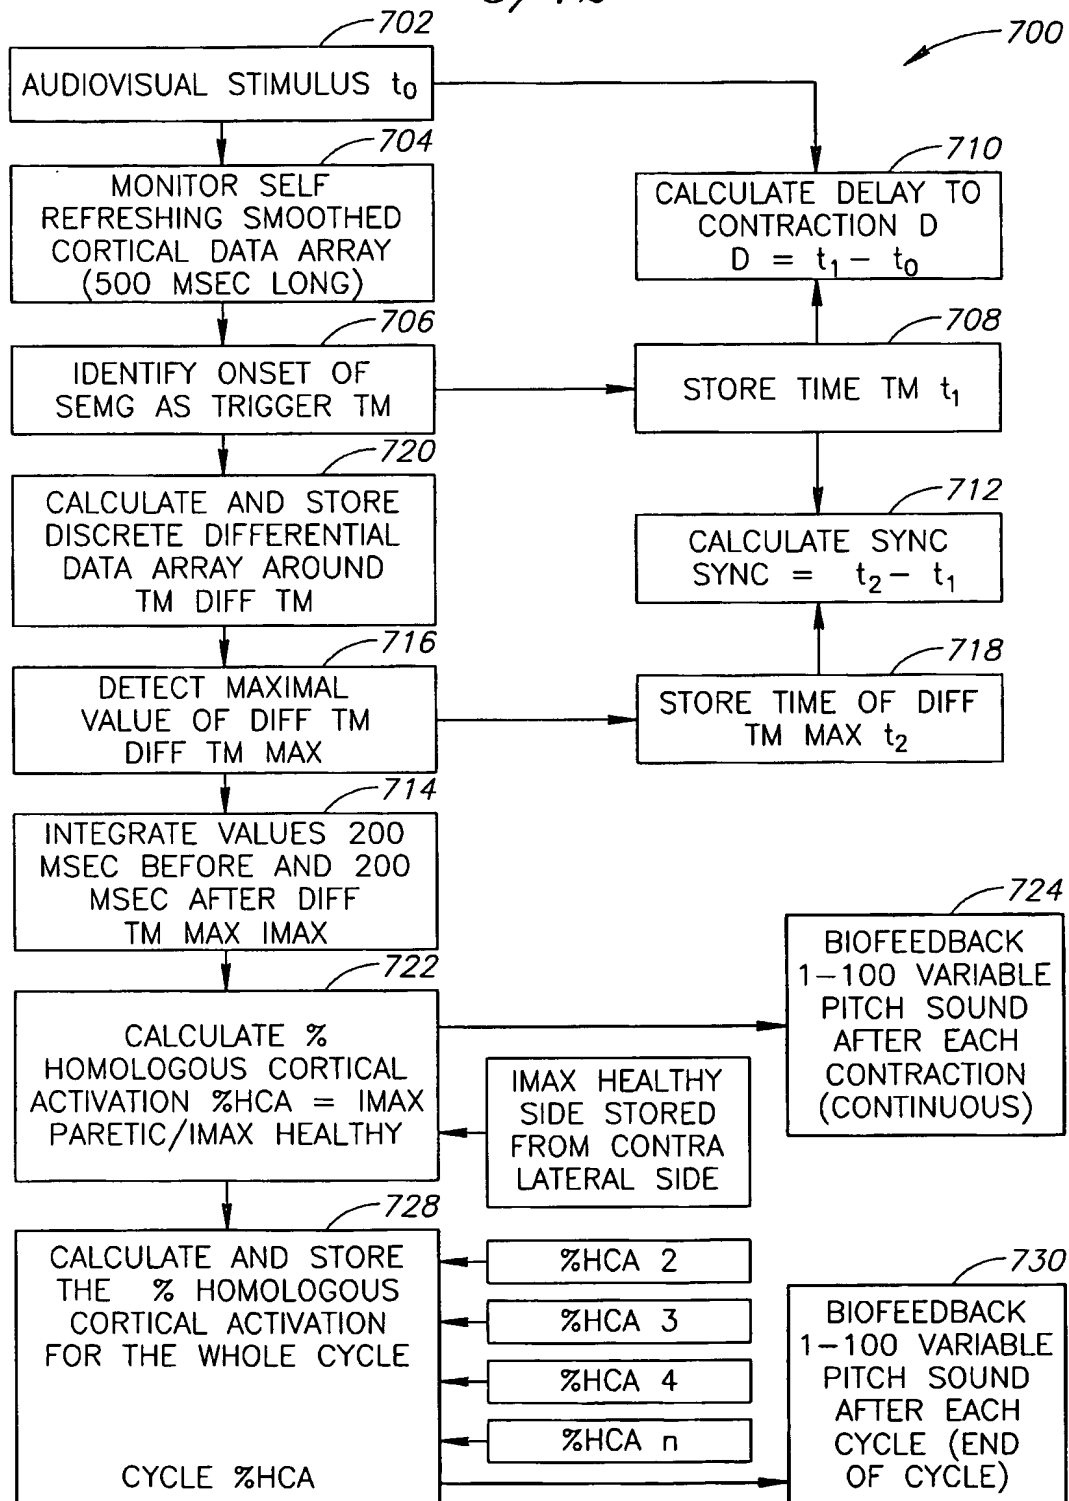 702
700
AUDIOVISUAL STIMULUS t0
704
MONITOR SELF
REFRESHING SMOOTHED
CORTICAL DATA ARRAY
(500 MSEC LONG)
710
CALCULATE DELAY TO
CONTRACTION D
D = t1 - t0
706
IDENTIFY ONSET OF
SEMG AS TRIGGER TM
708
STORE TIME TM t1
720
CALCULATE AND STORE
DISCRETE DIFFERENTIAL
DATA ARRAY AROUND
TM DIFF TM
712
CALCULATE SYNC
SYNC = t2 - t1
716
DETECT MAXIMAL
VALUE OF DIFF TM
DIFF TM MAX
718
STORE TIME OF DIFF
TM MAX t2
714
INTEGRATE VALUES 200
MSEC BEFORE AND 200
MSEC AFTER DIFF
TM MAX IMAX
722
CALCULATE %
HOMOLOGOUS CORTICAL
ACTIVATION %HCA = IMAX
PARETIC/IMAX HEALTHY
IMAX HEALTHY
SIDE STORED
FROM CONTRA
LATERAL SIDE
724
BIOFEEDBACK
1-100 VARIABLE
PITCH SOUND
AFTER EACH
CONTRACTION
(CONTINUOUS)
728
CALCULATE AND STORE
THE % HOMOLOGOUS
CORTICAL ACTIVATION
FOR THE WHOLE CYCLE
CYCLE %HCA
%HCA 2
%HCA 3
%HCA 4
%HCA n
730
BIOFEEDBACK
1-100 VARIABLE
PITCH SOUND
AFTER EACH
CYCLE (END
OF CYCLE)